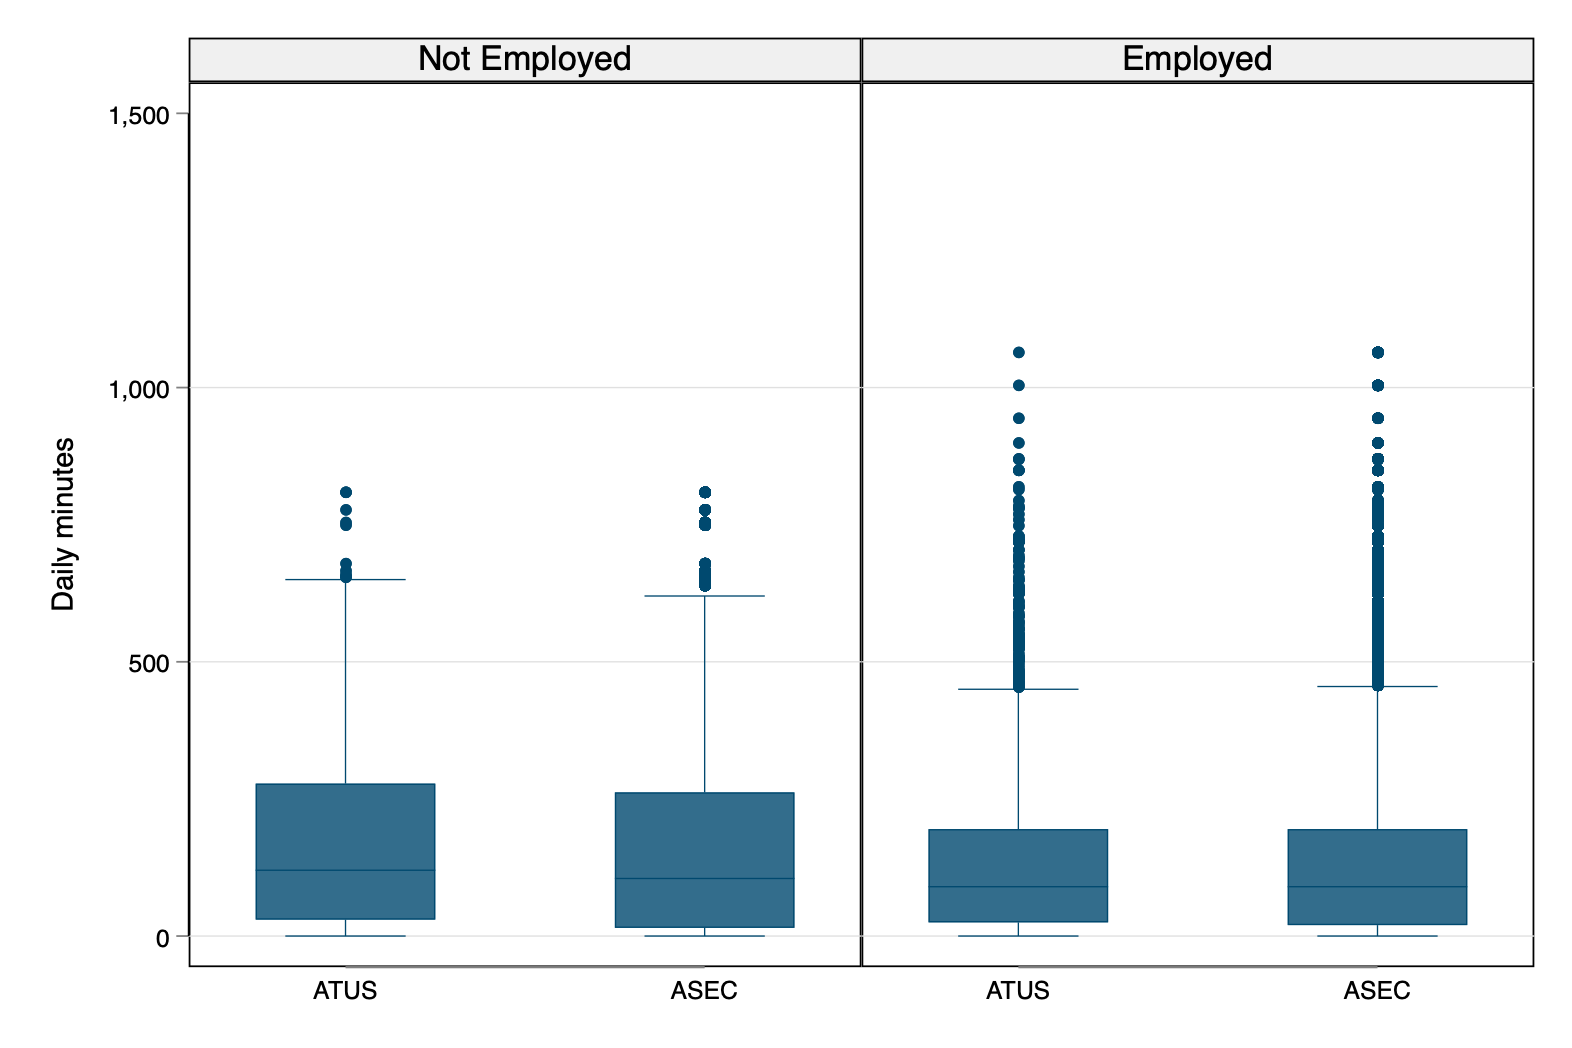 Not Employed
Employed
1,500
1,000
500
0
Daily minutes
ATUS
ASEC
ATUS
ASEC